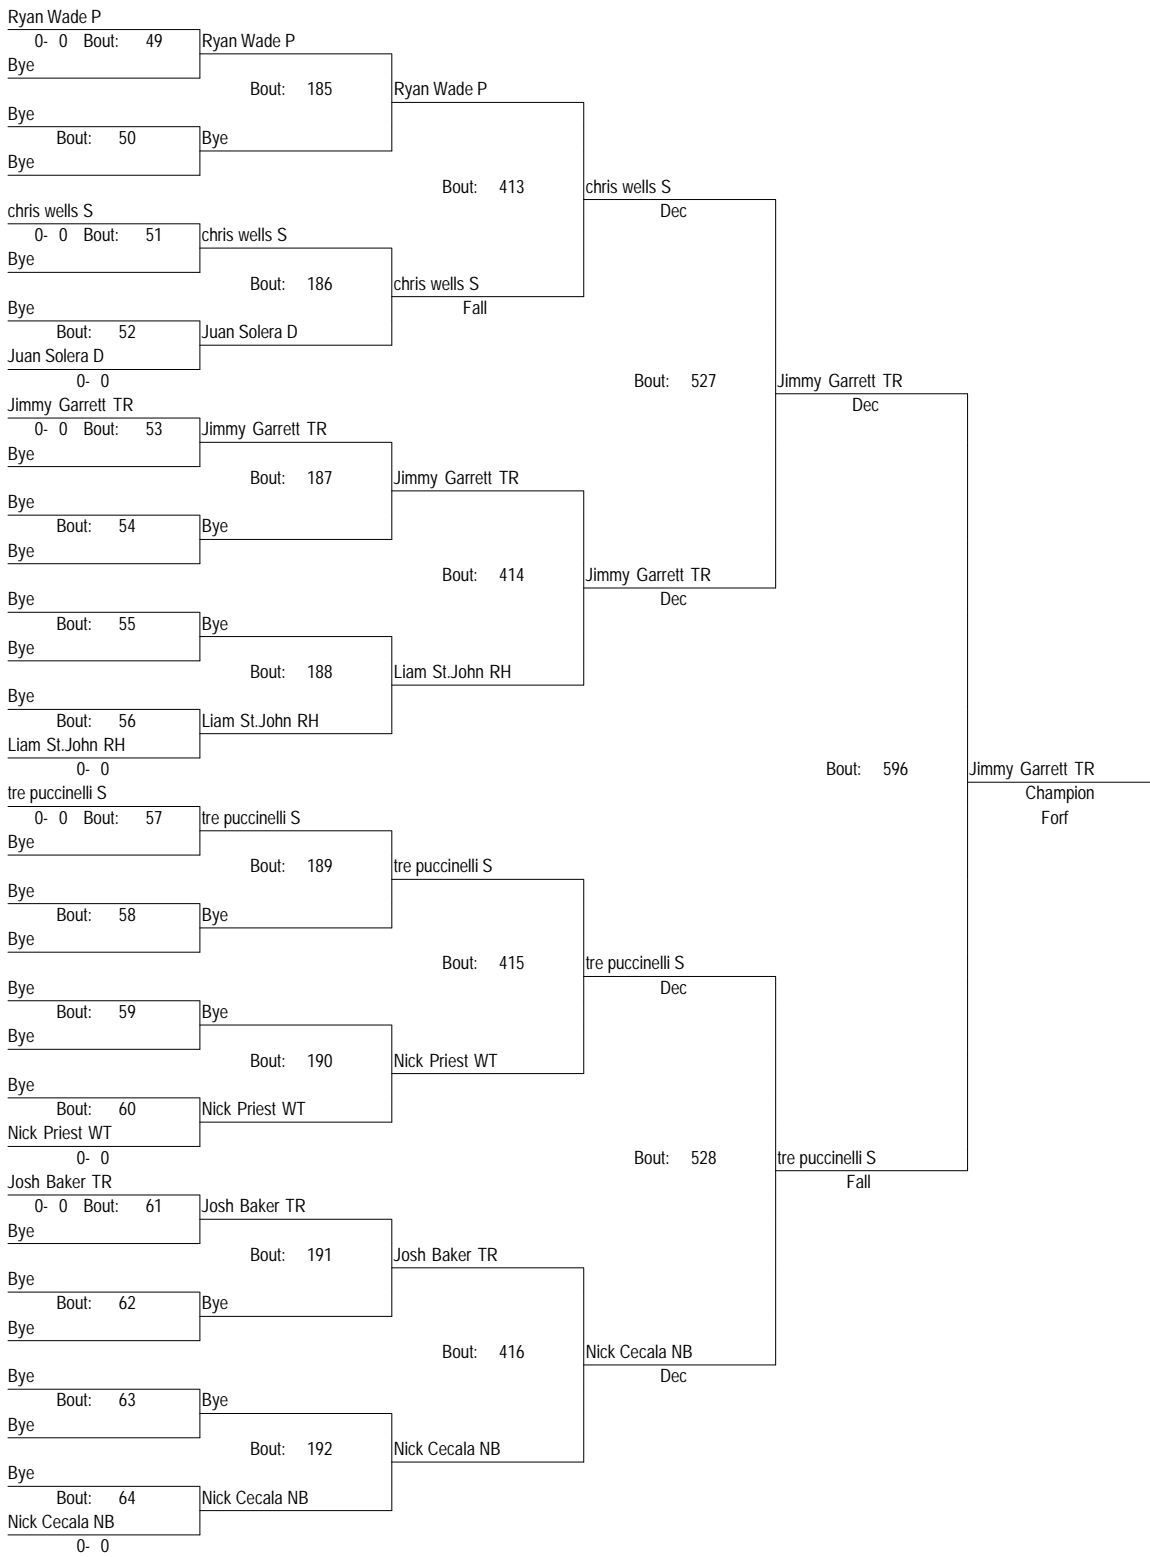 Ryan Wade P
0- 0 Bout: 49 Ryan Wade P
Bye
Bout: 185 Ryan Wade P
Bye
Bout: 50 Bye
Bye
Bout: 413 chris wells S
Dec
chris wells S
0- 0 Bout: 51 chris wells S
Bye
Bout: 186 chris wells S
Fall
Bye
Bout: 52 Juan Solera D
Juan Solera D
0- 0
Bout: 527 Jimmy Garrett TR
Dec
Jimmy Garrett TR
0- 0 Bout: 53 Jimmy Garrett TR
Bye
Bout: 187 Jimmy Garrett TR
Bye
Bout: 54 Bye
Bye
Bout: 414 Jimmy Garrett TR
Dec
Bye
Bout: 55 Bye
Bye
Bout: 188 Liam St.John RH
Bye
Bout: 56 Liam St.John RH
Liam St.John RH
0- 0
Bout: 596 Jimmy Garrett TR
Champion
Forf
tre puccinelli S
0- 0 Bout: 57 tre puccinelli S
Bye
Bout: 189 tre puccinelli S
Bye
Bout: 58 Bye
Bye
Bout: 415 tre puccinelli S
Dec
Bye
Bout: 59 Bye
Bye
Bout: 190 Nick Priest WT
Bye
Bout: 60 Nick Priest WT
Nick Priest WT
0- 0
Bout: 528 tre puccinelli S
Fall
Josh Baker TR
0- 0 Bout: 61 Josh Baker TR
Bye
Bout: 191 Josh Baker TR
Bye
Bout: 62 Bye
Bye
Bout: 416 Nick Cecala NB
Dec
Bye
Bout: 63 Bye
Bye
Bout: 192 Nick Cecala NB
Bye
Bout: 64 Nick Cecala NB
Nick Cecala NB
0- 0